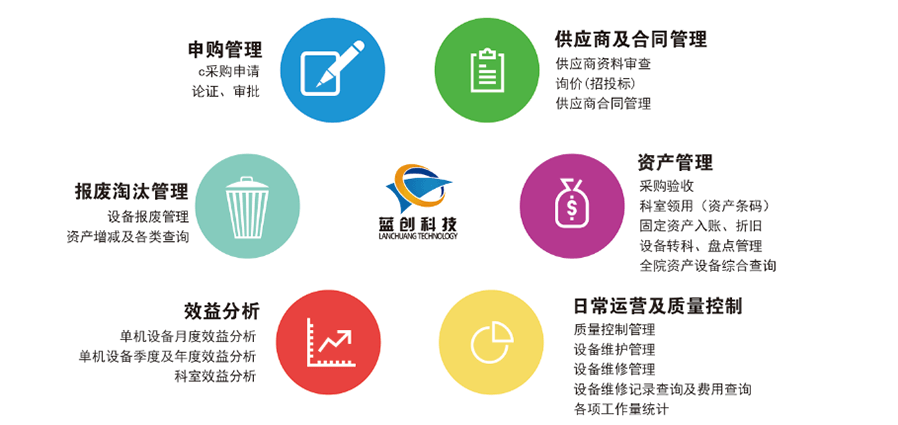 申购管理
c采购申请
论证、审批
供应商及合同管理
供应商资料审查
询价(招投标)
供应商合同管理
报废淘汰管理
设备报废管理
资产增减及各类查询
蓝创科技
LANCHUANG TECHNOLOGY
资产管理
采购验收
科室领用（资产条码）
固定资产入账、折旧
设备转科、盘点管理
全院资产设备综合查询
效益分析
单机设备月度效益分析
单机设备季度及年度效益分析
科室效益分析
日常运营及质量控制
质量控制管理
设备维护管理
设备维修管理
设备维修记录查询及费用查询
各项工作量统计